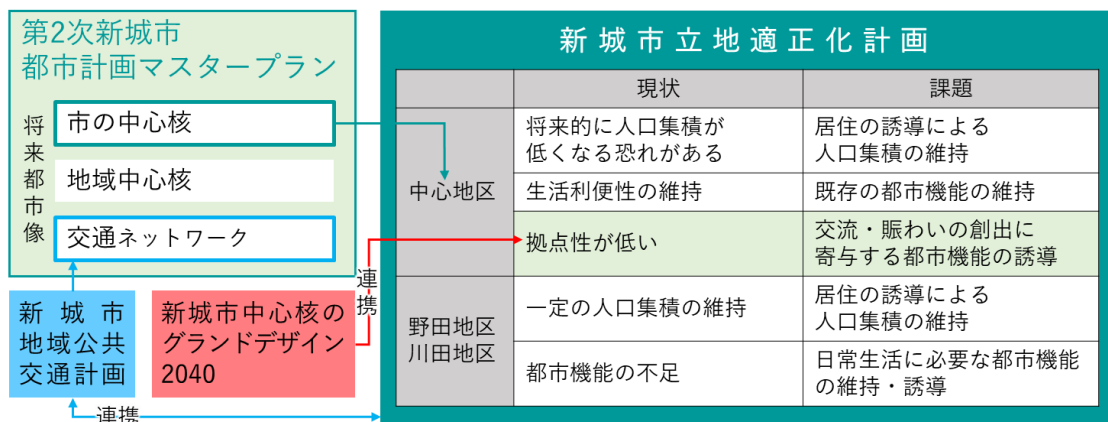 第2次新城市
都市計画マスタープラン
将来都市像
市の中心核
地域中心核
交通ネットワーク
新城市
地域公共
交通計画
新城市中心核の
グランドデザイン
2040
連携
連携
新城市立地適正化計画
現状
課題
中心地区
将来的に人口集積が
低くなる恐れがある
居住の誘導による
人口集積の維持
生活利便性の維持
既存の都市機能の維持
拠点性が低い
交流・賑わいの創出に
寄与する都市機能の誘導
野田地区
川田地区
一定の人口集積の維持
居住の誘導による
人口集積の維持
都市機能の不足
日常生活に必要な都市機能
の維持・誘導